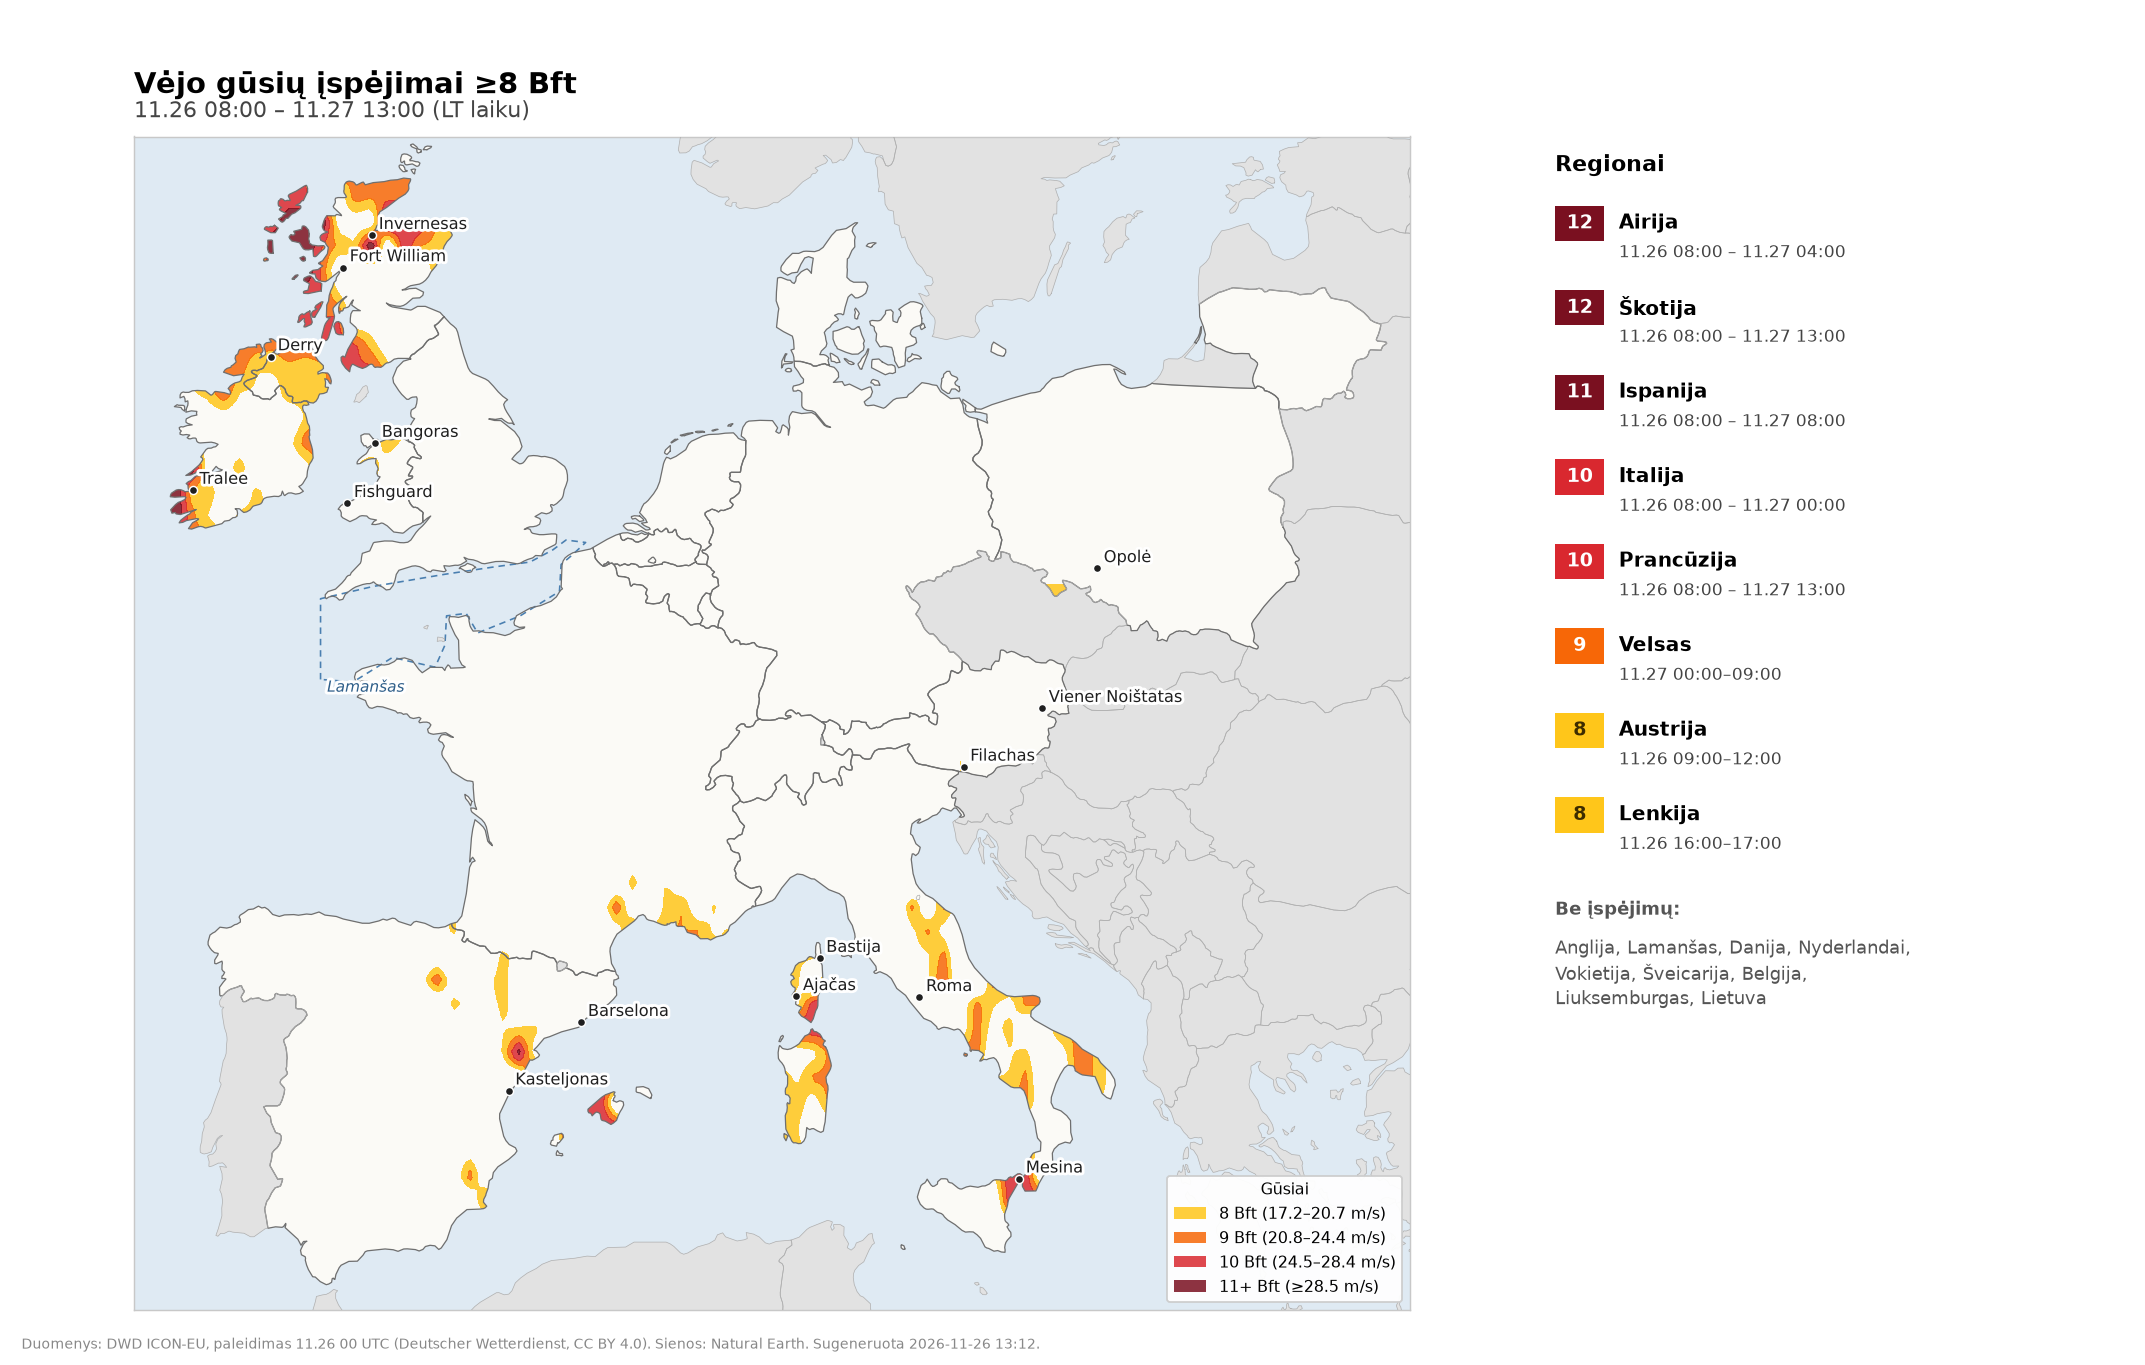 Vėjo gūsių įspėjimai ≥8 Bft
11.26 08:00 – 11.27 13:00 (LT laiku)
Invernesas
Fort William
Derry
Bangoras
Tralee
Fishguard
Opolė
Lamanšas
Viener Noištatas
Filachas
Bastija
Ajačas
Roma
Barselona
Kasteljonas
Mesina
Gūsiai
8 Bft (17.2–20.7 m/s)
9 Bft (20.8–24.4 m/s)
10 Bft (24.5–28.4 m/s)
11+ Bft (≥28.5 m/s)
Regionai
12 Airija
11.26 08:00 – 11.27 04:00
12 Škotija
11.26 08:00 – 11.27 13:00
11 Ispanija
11.26 08:00 – 11.27 08:00
10 Italija
11.26 08:00 – 11.27 00:00
10 Prancūzija
11.26 08:00 – 11.27 13:00
9 Velsas
11.27 00:00–09:00
8 Austrija
11.26 09:00–12:00
8 Lenkija
11.26 16:00–17:00
Be įspėjimų:
Anglija, Lamanšas, Danija, Nyderlandai,
Vokietija, Šveicarija, Belgija,
Liuksemburgas, Lietuva
Duomenys: DWD ICON-EU, paleidimas 11.26 00 UTC (Deutscher Wetterdienst, CC BY 4.0). Sienos: Natural Earth. Sugeneruota 2026-11-26 13:12.